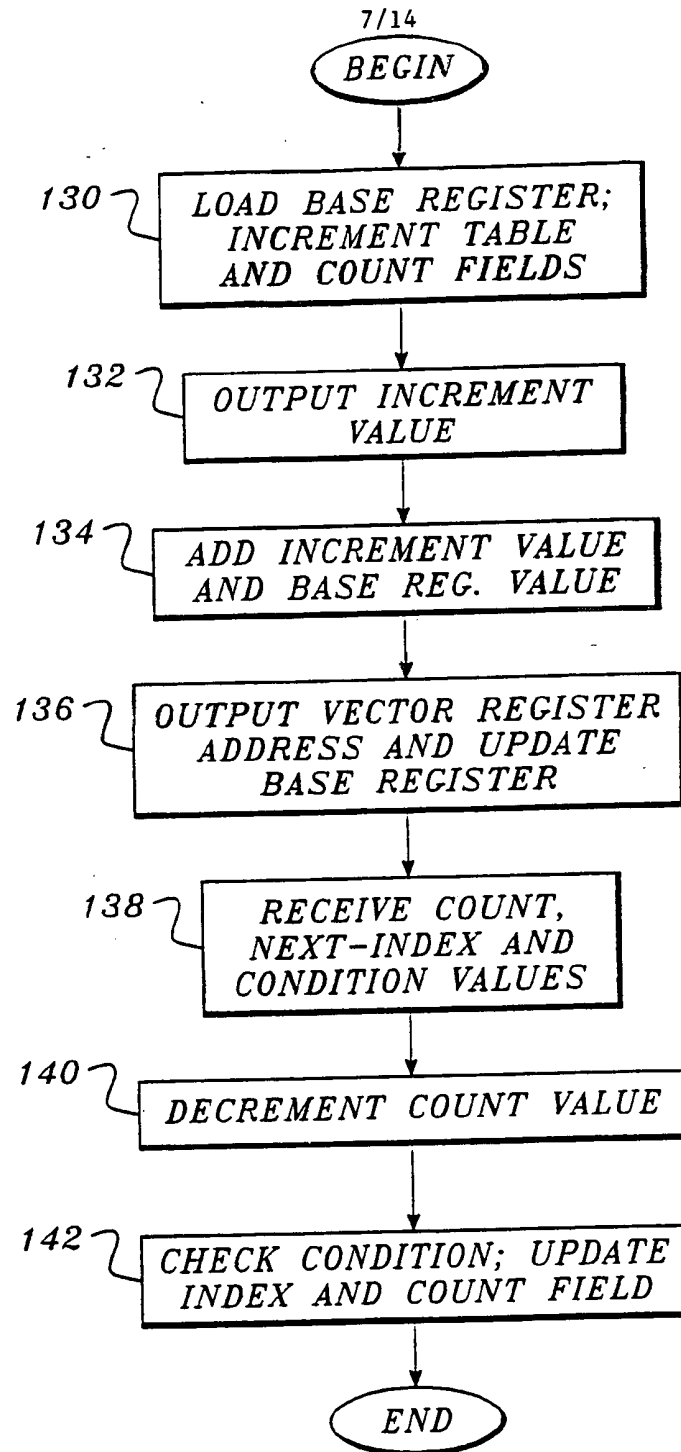 7/14
BEGIN
130
LOAD BASE REGISTER;
INCREMENT TABLE
AND COUNT FIELDS
132
OUTPUT INCREMENT
VALUE
134
ADD INCREMENT VALUE
AND BASE REG. VALUE
136
OUTPUT VECTOR REGISTER
ADDRESS AND UPDATE
BASE REGISTER
138
RECEIVE COUNT,
NEXT-INDEX AND
CONDITION VALUES
140
DECREMENT COUNT VALUE
142
CHECK CONDITION; UPDATE
INDEX AND COUNT FIELD
END